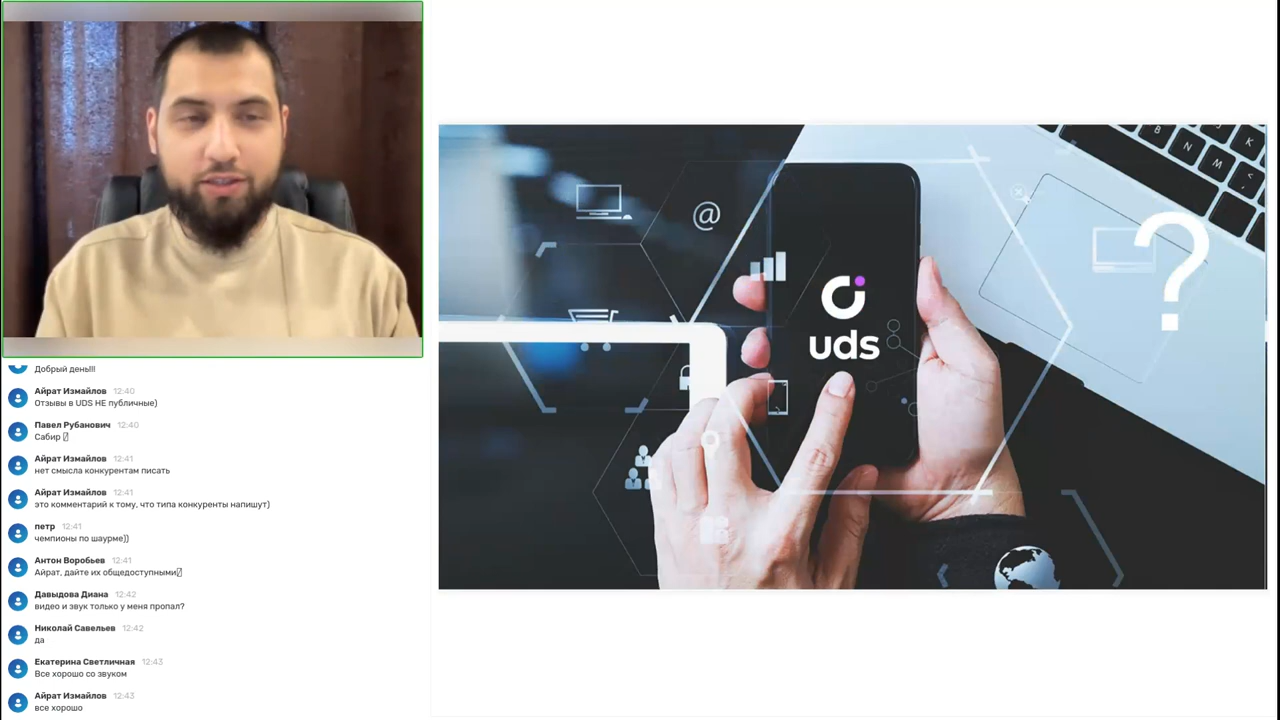 Добрый день!!!
Айрат Измайлов 12:40
Отзывы в UDS НЕ публичные)
Павел Рубанович 12:40
Сабир
Айрат Измайлов 12:41
нет смысла конкурентам писать
Айрат Измайлов 12:41
это комментарий к тому, что типа конкуренты напишут)
петр 12:41
чемпионы по шаурме))
Антон Воробьев 12:41
Айрат, дайте их общедоступными
Давыдова Диана 12:42
видео и звук только у меня пропал?
Николай Савельев 12:42
да
Екатерина Светличная 12:43
Все хорошо со звуком
Айрат Измайлов 12:43
все хорошо
@
uds
?
B
N
M
K